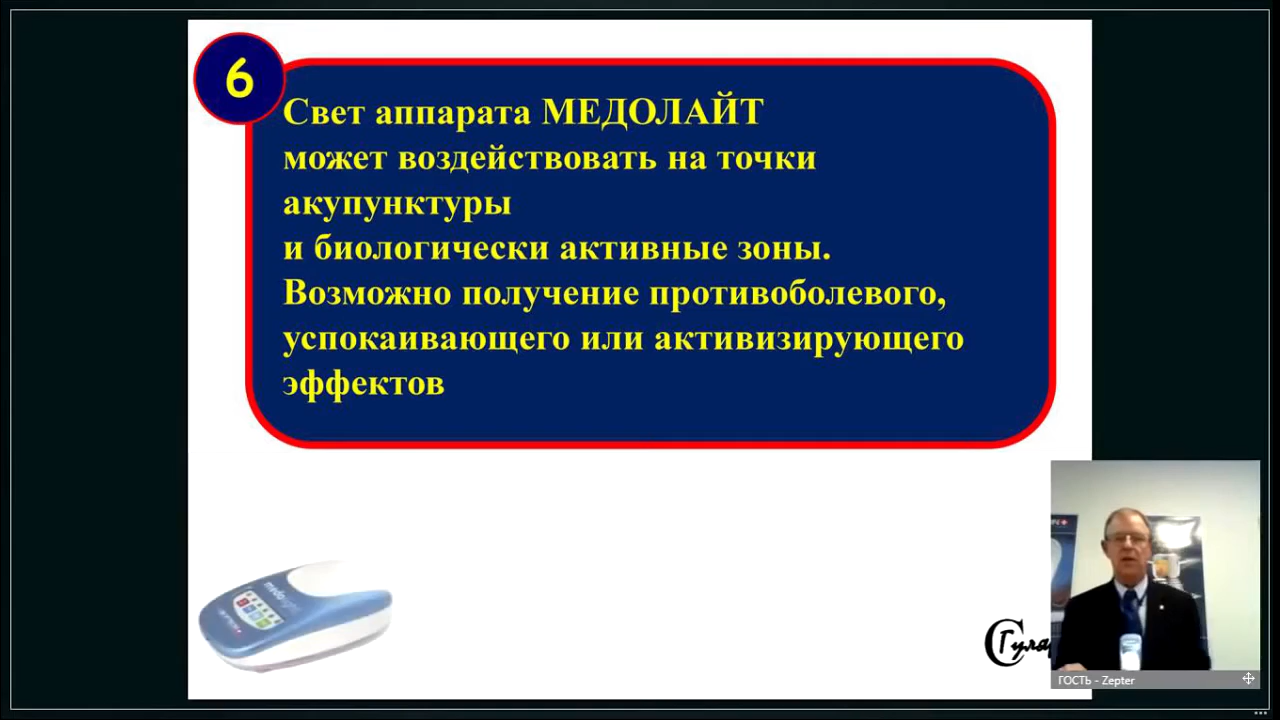 6
Свет аппарата МЕДОЛАЙТ
может воздействовать на точки
акупунктуры
и биологически активные зоны.
Возможно получение противоболевого,
успокаивающего или активизирующего
эффектов
ГОСТЬ - Zepter